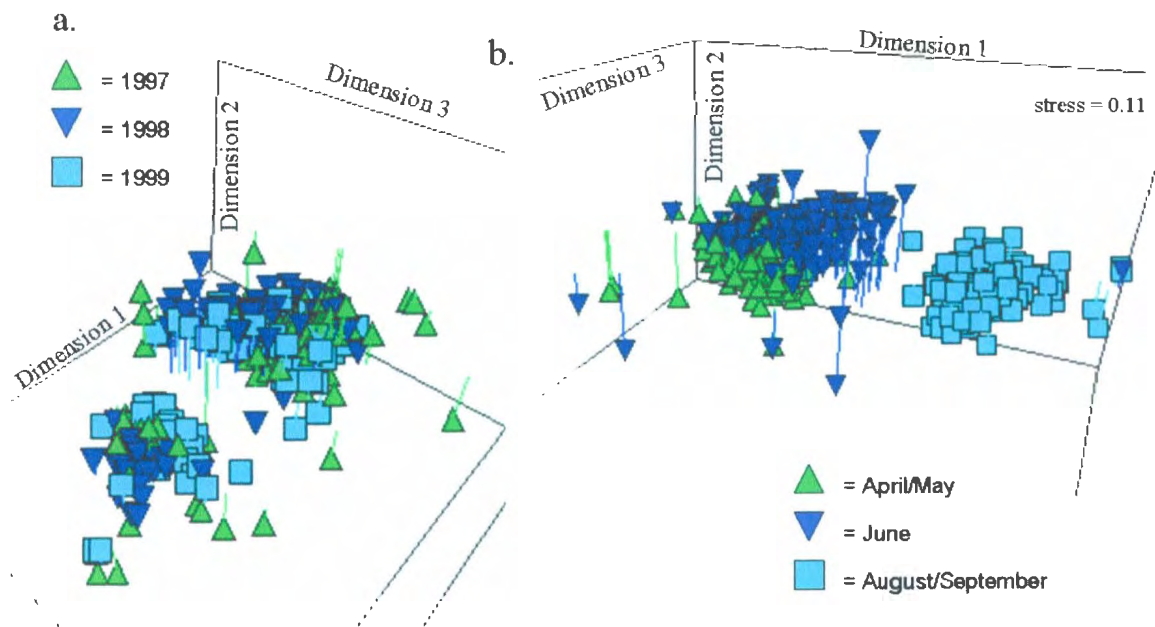 a.
= 1997
= 1998
= 1999
Dimension 1
Dimension 2
Dimension 3
b.
Dimension 3
Dimension 2
Dimension 1
stress = 0.11
= April/May
= June
= August/September